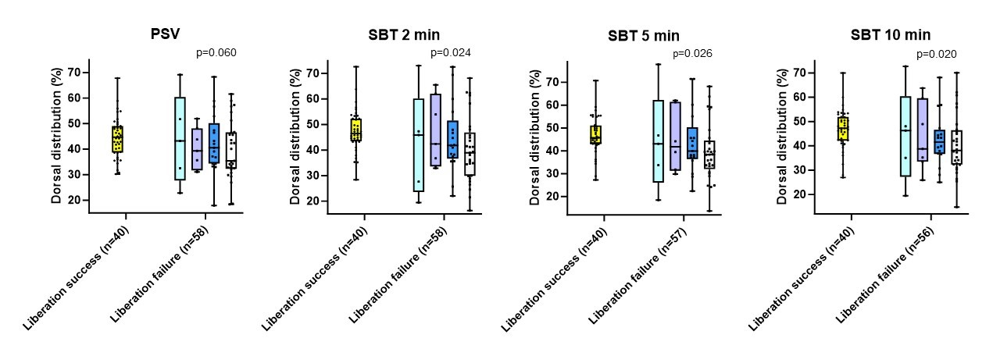 PSV
p=0.060
Dorsal distribution (%)
70
60
50
40
30
20
Liberation success (n=40)
Liberation failure (n=58)
SBT 2 min
p=0.024
Dorsal distribution (%)
70
60
50
40
30
20
Liberation success (n=40)
Liberation failure (n=58)
SBT 5 min
p=0.026
Dorsal distribution (%)
70
60
50
40
30
20
Liberation success (n=40)
Liberation failure (n=57)
SBT 10 min
p=0.020
Dorsal distribution (%)
70
60
50
40
30
20
Liberation success (n=40)
Liberation failure (n=56)